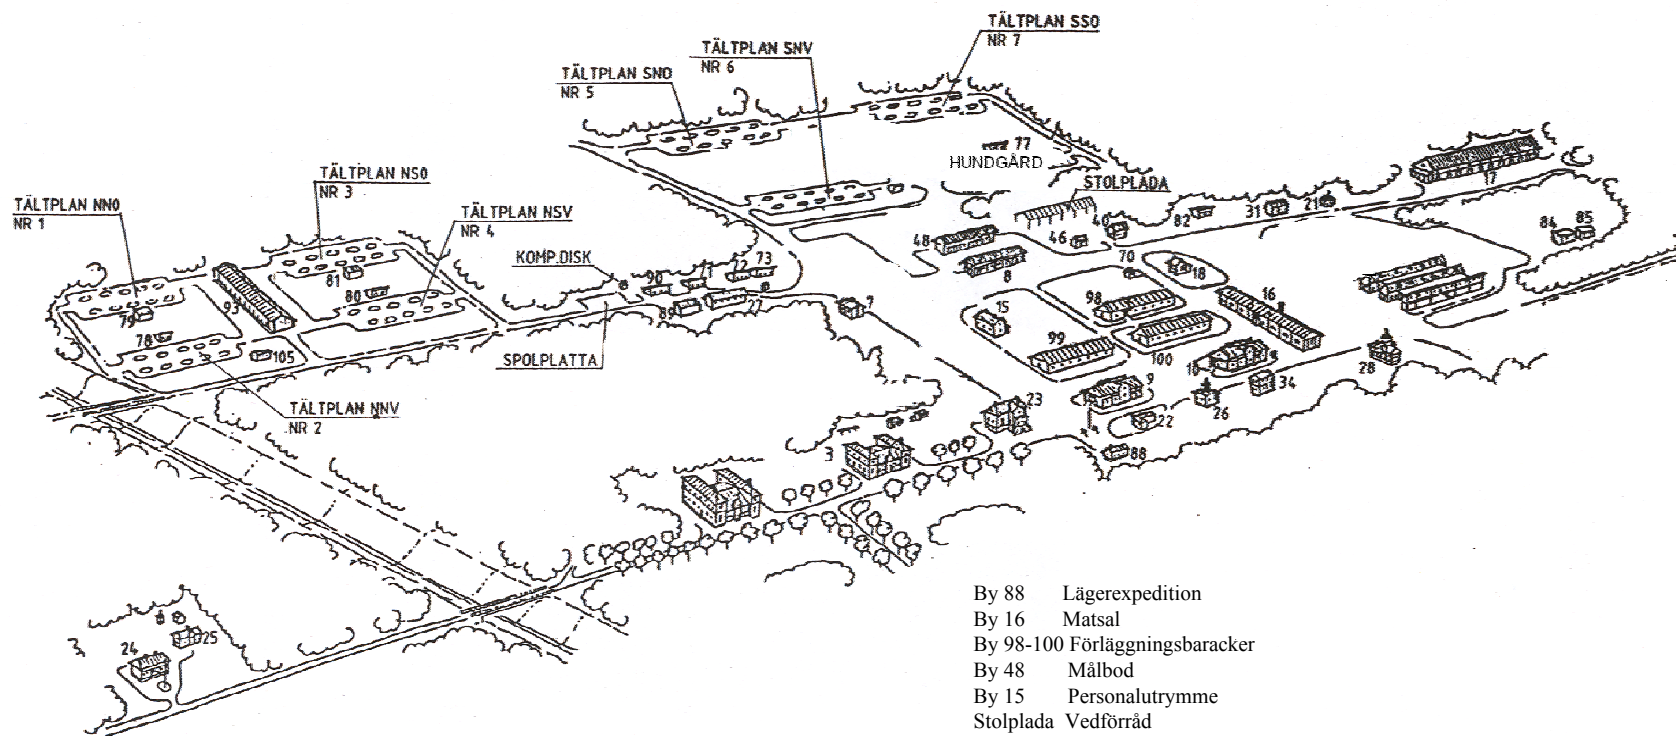 TÄLTPLAN SSO
NR 7
TÄLTPLAN SNV
NR 6
TÄLTPLAN SNO
NR 5
77
HUNDGÅRD
STOLPLADA
17
TÄLTPLAN NSO
NR 3
TÄLTPLAN NNO
NR 1
TÄLTPLAN NSV
NR 4
KOMP.DISK
48
8
46
40
82
31
21
84
85
81
80
93
79
78
105
90
71
72
73
89
27
7
70
18
98
15
99
100
16
28
SPOLPLATTA
TÄLTPLAN NNV
NR 2
9
10
34
26
22
23
88
3
24
25
By 88 Lägerexpedition
By 16 Matsal
By 98-100 Förläggningsbaracker
By 48 Målbod
By 15 Personalutrymme
Stolplada Vedförråd